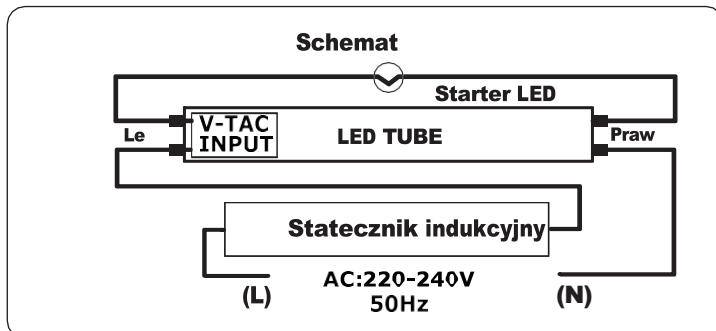 Schemat
Starter LED
V-TAC
INPUT
LED TUBE
Le
Praw
Statecznik indukcyjny
AC:220-240V
50Hz
(L)
(N)